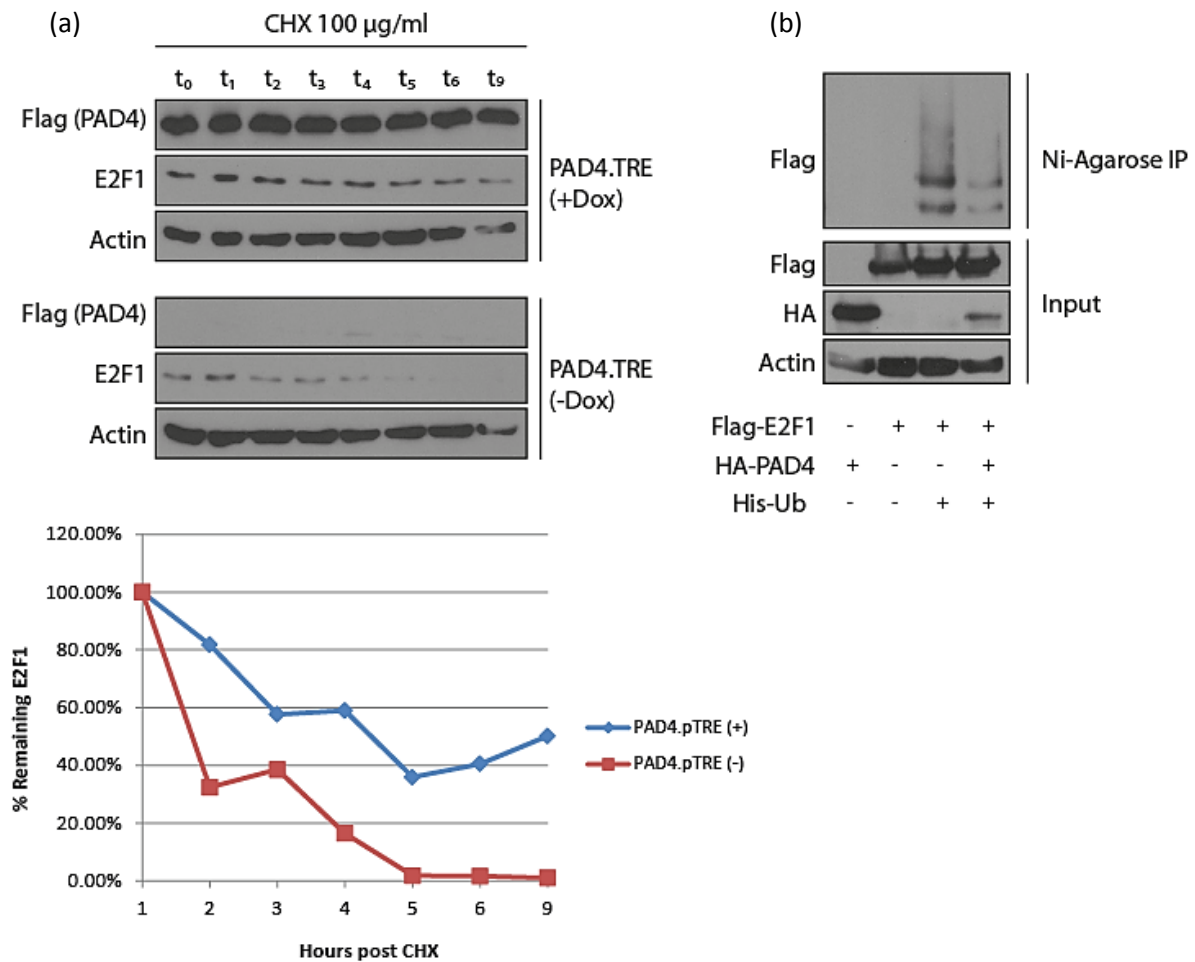 (a)
CHX 100 µg/ml
t₀ t₁ t₂ t₃ t₄ t₅ t₆ t₉
Flag (PAD4)
E2F1
Actin
PAD4.TRE
(+Dox)
Flag (PAD4)
E2F1
Actin
PAD4.TRE
(-Dox)
(b)
Flag
Ni-Agarose IP
Flag
HA
Actin
Input
Flag-E2F1 - + + +
HA-PAD4 + - - +
His-Ub - - + +
120.00%
100.00%
80.00%
60.00%
40.00%
20.00%
0.00%
% Remaining E2F1
1 2 3 4 5 6 9
Hours post CHX
PAD4.pTRE (+)
PAD4.pTRE (-)